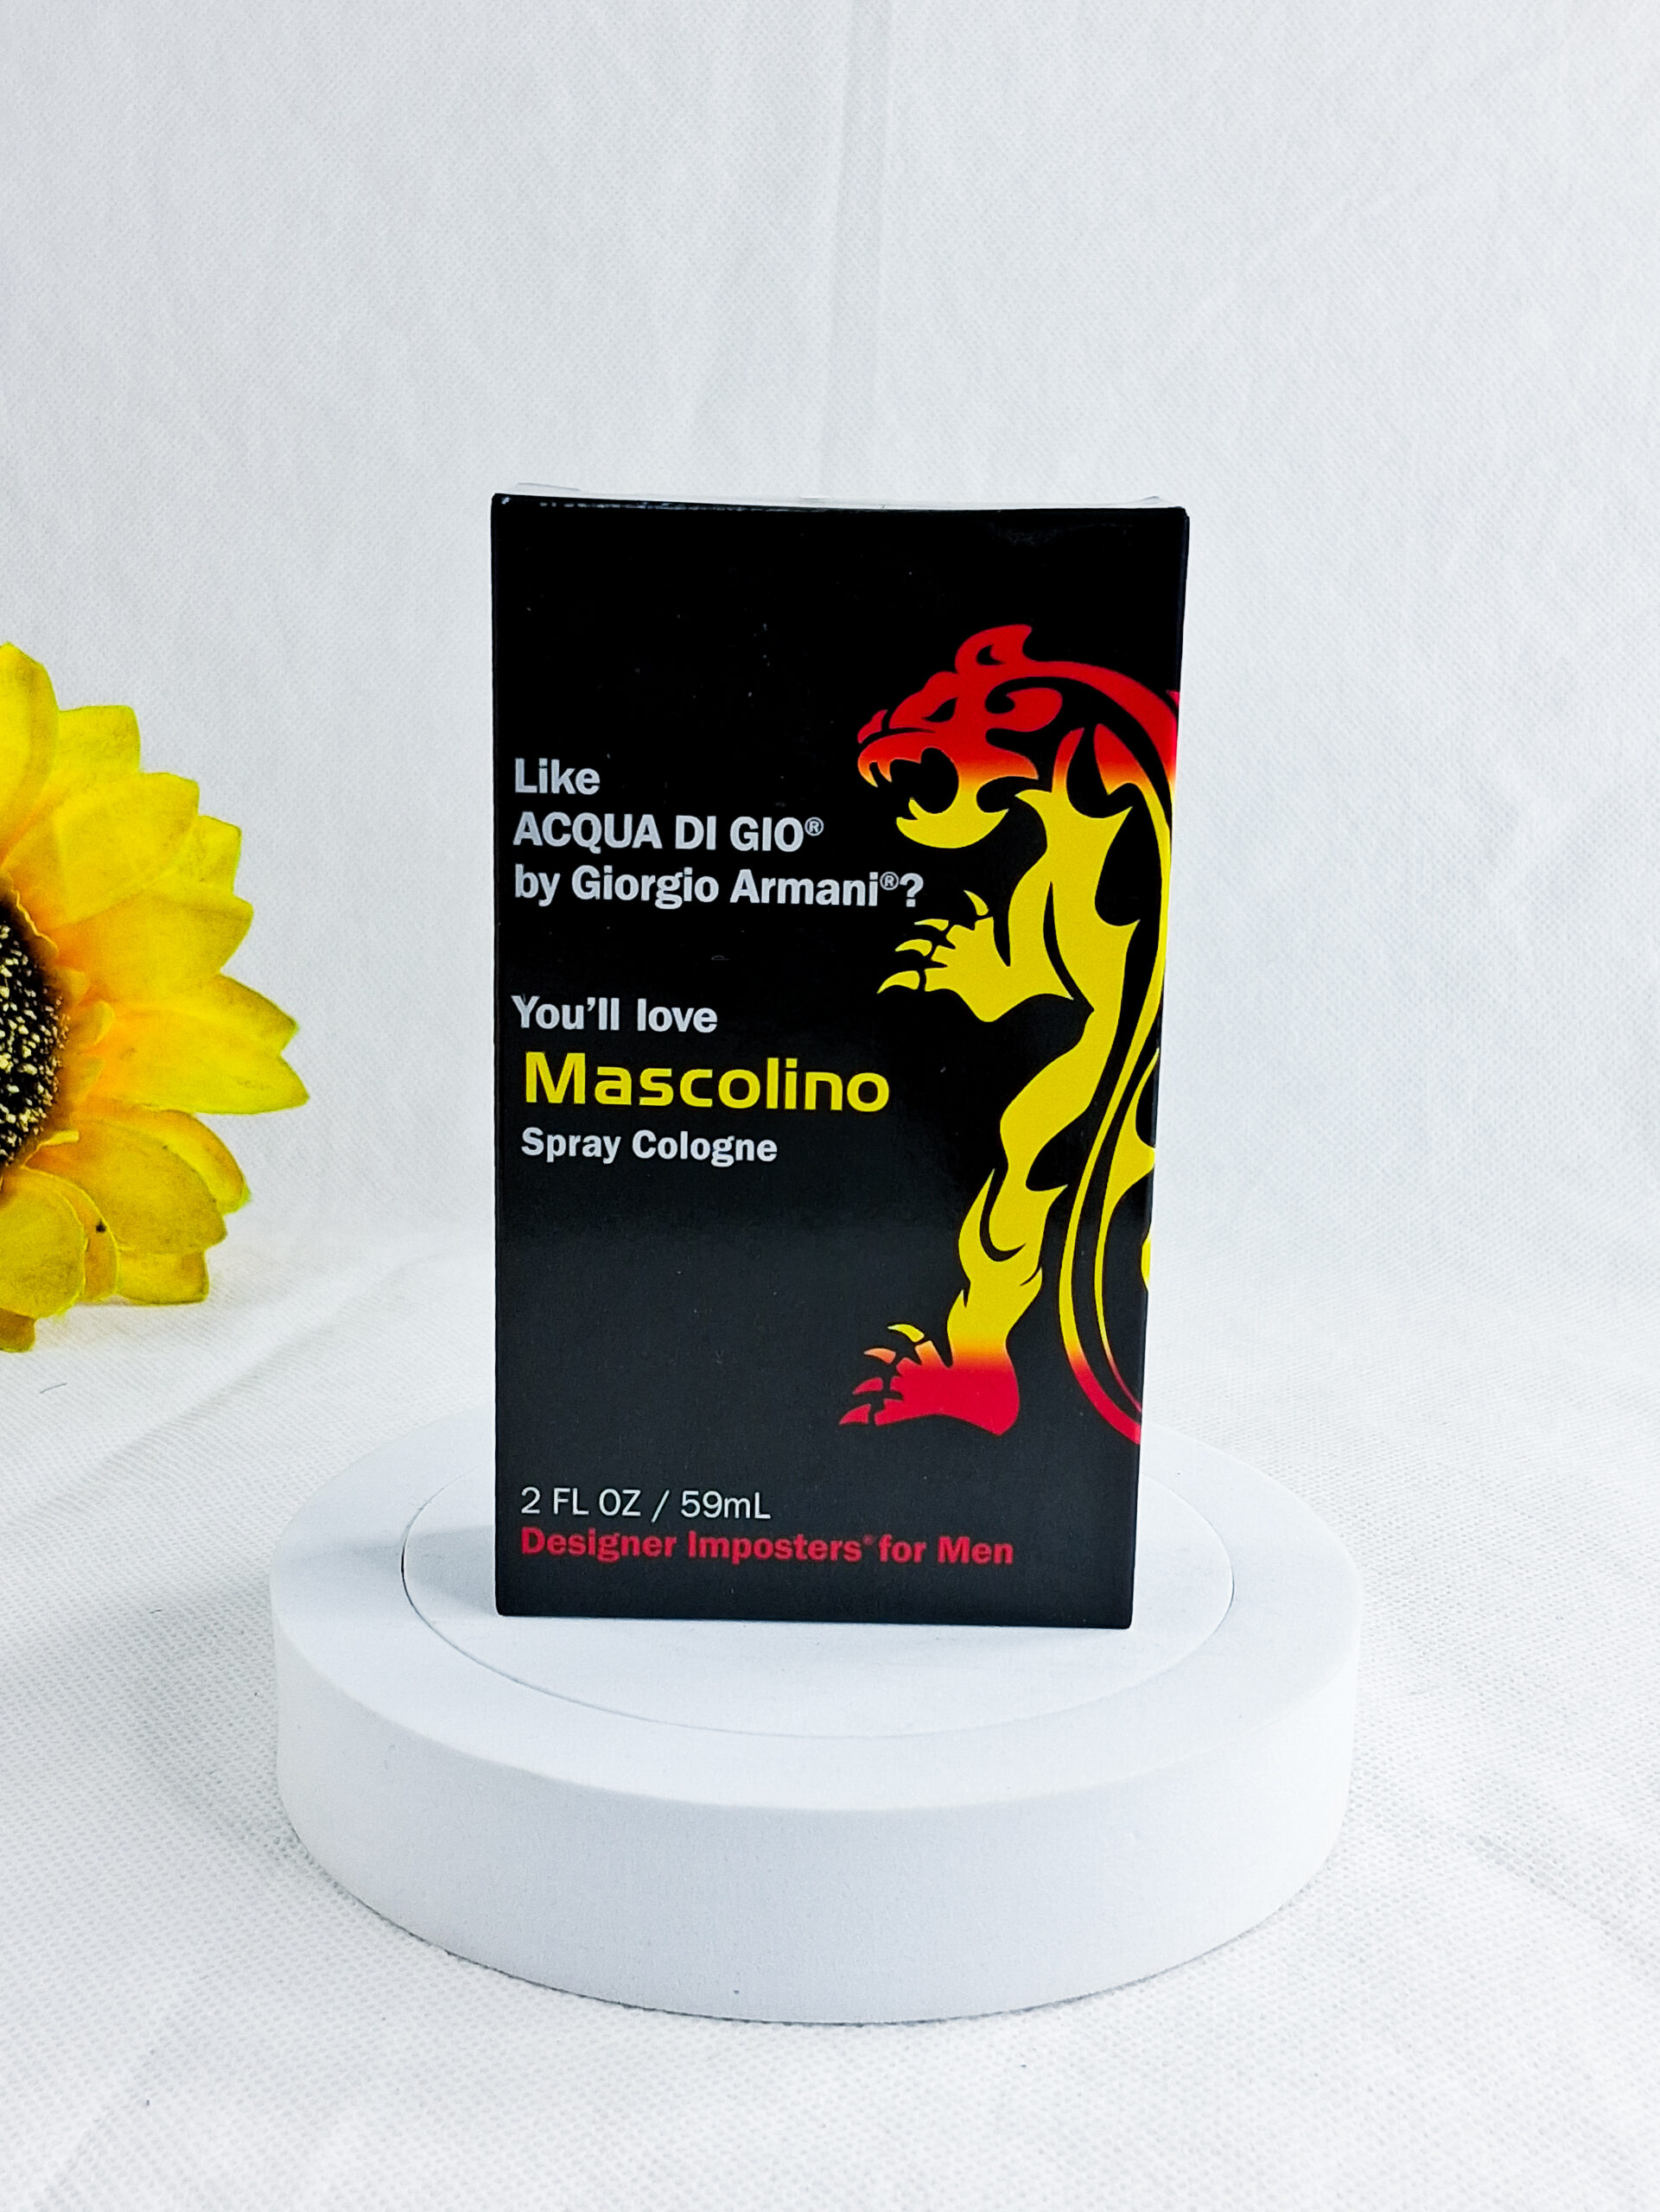 Like
ACQUA DI GIO®
by Giorgio Armani®?
You'll love
Mascolino
Spray Cologne
2 FL OZ / 59mL
Designer Imposters® for Men